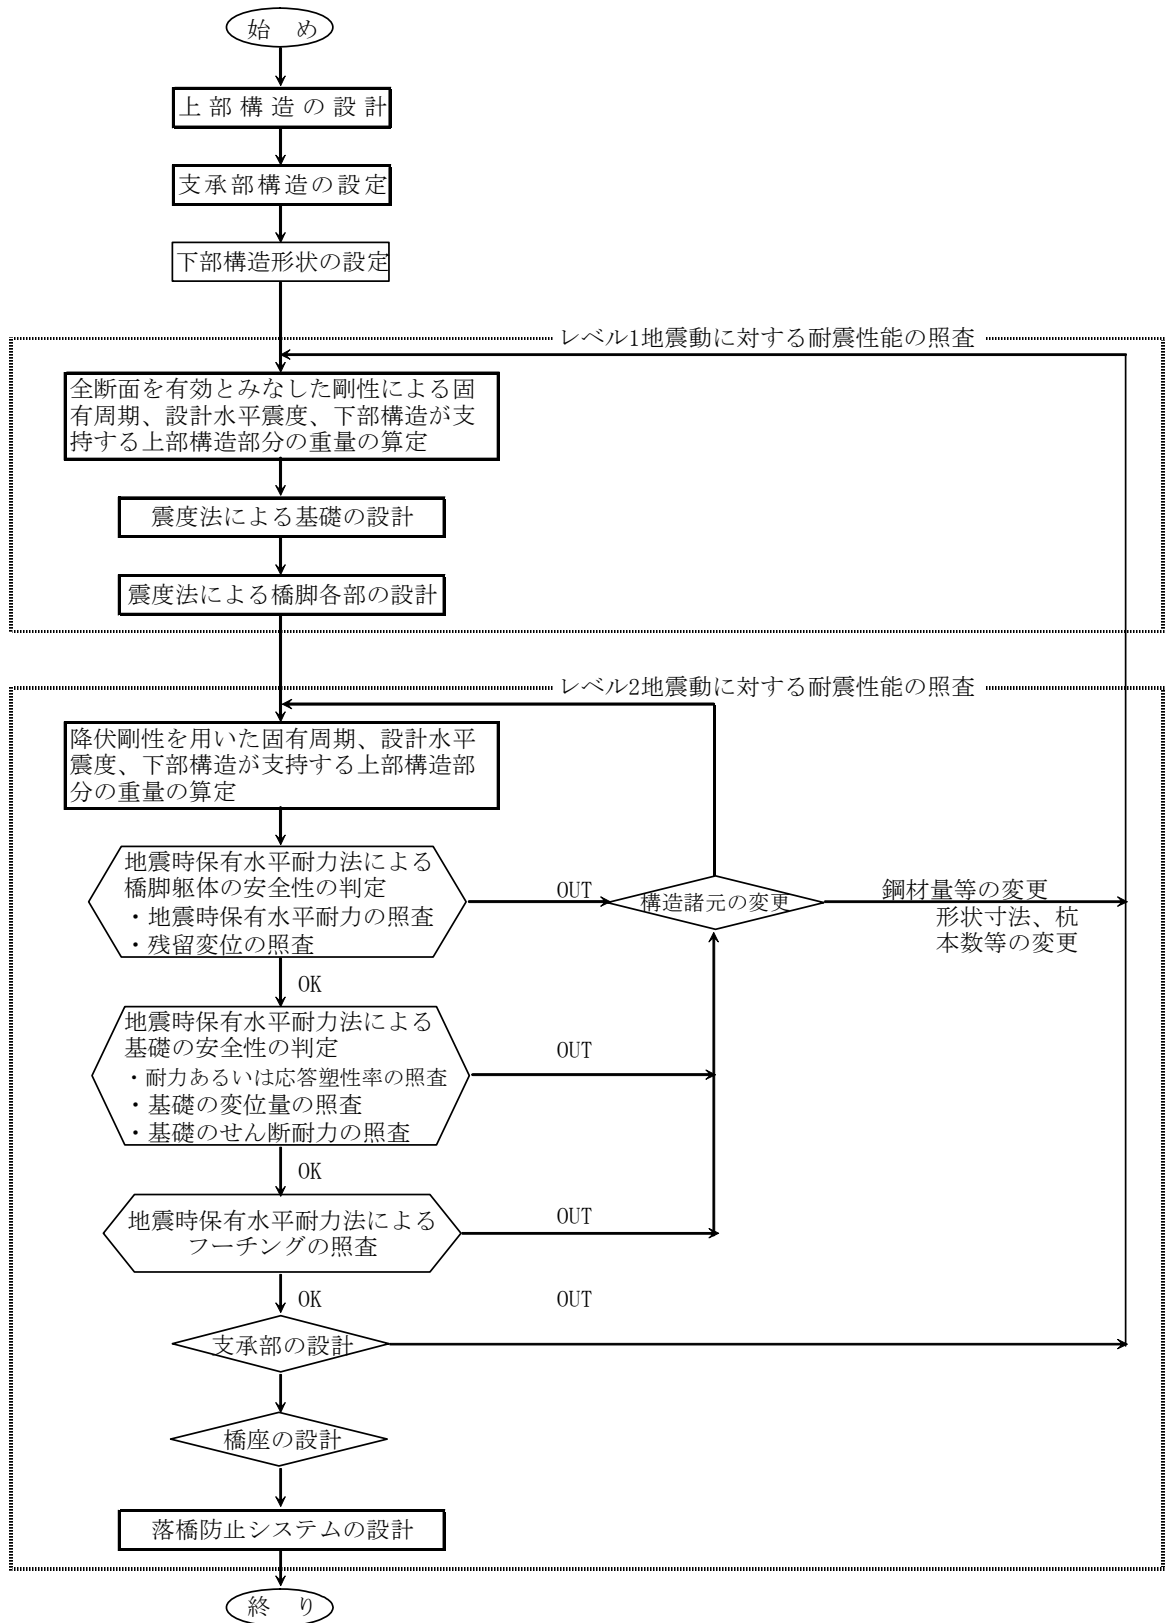 始　め
上部構造の設計
支承部構造の設定
下部構造形状の設定
レベル1地震動に対する耐震性能の照査
全断面を有効とみなした剛性による固
有周期、設計水平震度、下部構造が支
持する上部構造部分の重量の算定
震度法による基礎の設計
震度法による橋脚各部の設計
レベル2地震動に対する耐震性能の照査
降伏剛性を用いた固有周期、設計水平
震度、下部構造が支持する上部構造部
分の重量の算定
地震時保有水平耐力法による
橋脚躯体の安全性の判定
・地震時保有水平耐力の照査
・残留変位の照査
OUT
構造諸元の変更
鋼材量等の変更
形状寸法、杭
本数等の変更
OK
地震時保有水平耐力法による
基礎の安全性の判定
・耐力あるいは応答塑性率の照査
・基礎の変位量の照査
・基礎のせん断耐力の照査
OUT
OK
地震時保有水平耐力法による
フーチングの照査
OUT
OK
OUT
支承部の設計
橋座の設計
落橋防止システムの設計
終　り